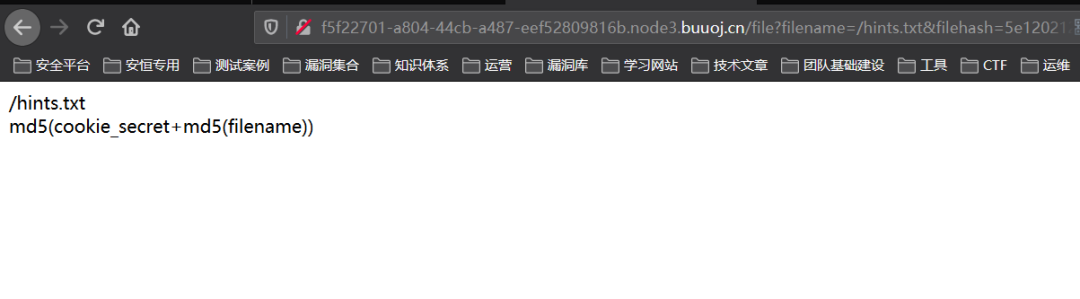 f5f22701-a804-44cb-a487-eef52809816b.node3.buuoj.cn/file?filename=/hints.txt&filehash=5e12021
安全平台 安恒专用 测试案例 漏洞集合 知识体系 运营 漏洞库 学习网站 技术文章 团队基础建设 工具 CTF 运维
/hints.txt
md5(cookie_secret+md5(filename))